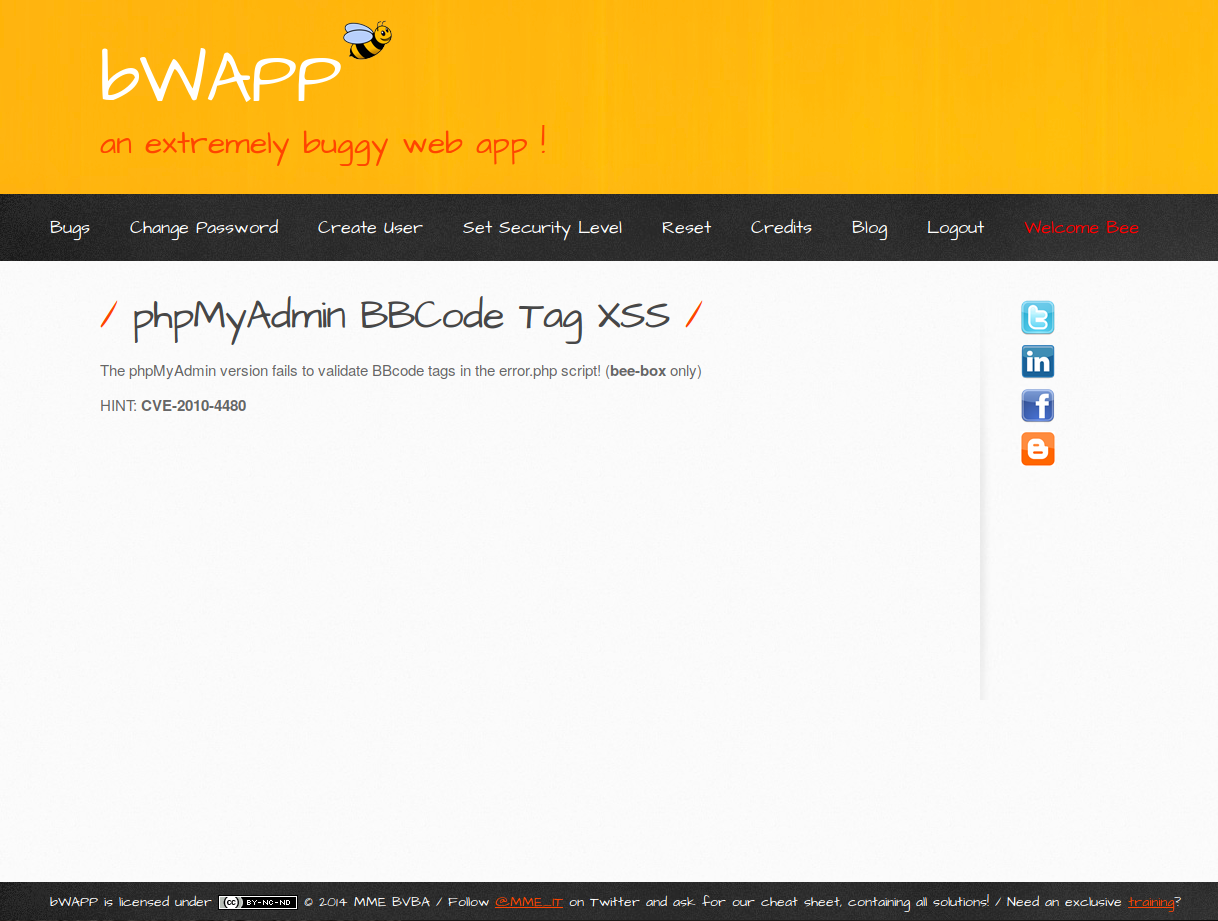 bWAPP
an extremely buggy web app !
Bugs Change Password Create User Set Security Level Reset Credits Blog Logout Welcome Bee
/ phpMyAdmin BBCode Tag XSS /
The phpMyAdmin version fails to validate BBcode tags in the error.php script! (bee-box only)
HINT: CVE-2010-4480
bWAPP is licensed under (cc) BY-NC-ND © 2014 MME BVBA / Follow @MME_IT on Twitter and ask for our cheat sheet, containing all solutions! / Need an exclusive training?